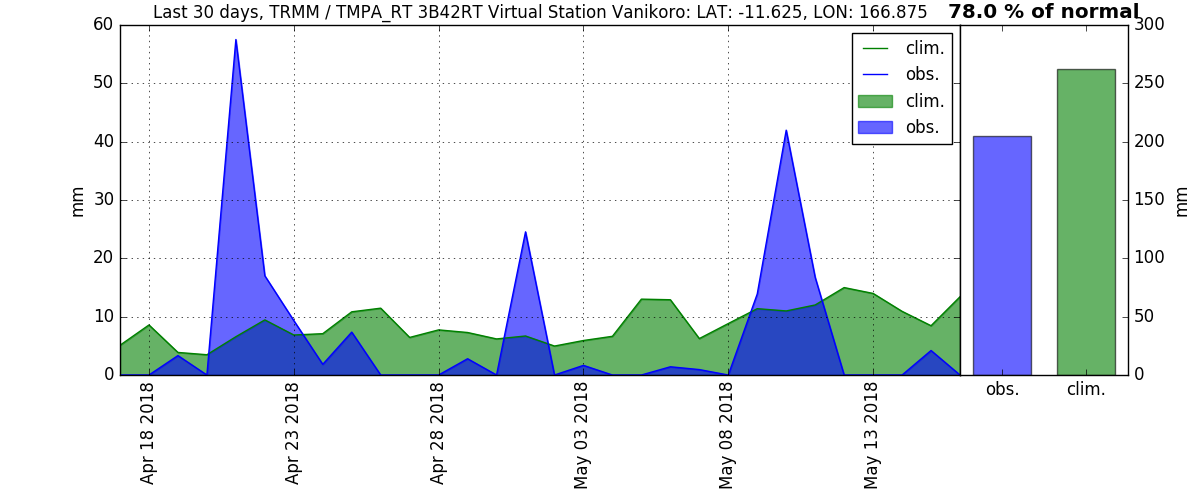 Last 30 days, TRMM / TMPA_RT 3B42RT Virtual Station Vanikoro: LAT: -11.625, LON: 166.875
78.0 % of normal
60
50
40
30
20
10
0
mm
clim.
obs.
clim.
obs.
300
250
200
150
100
50
0
mm
obs.
clim.
Apr 18 2018
Apr 23 2018
Apr 28 2018
May 03 2018
May 08 2018
May 13 2018